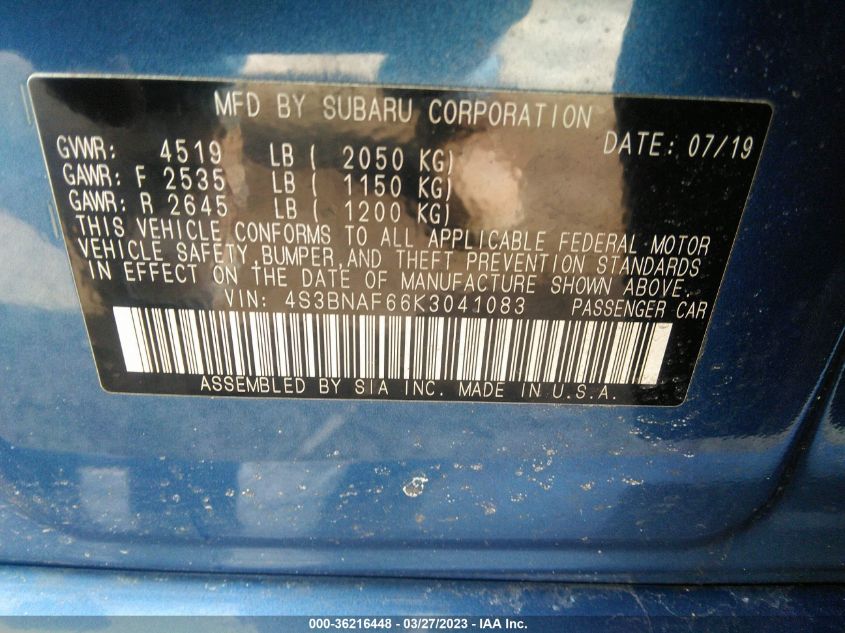 MFD BY SUBARU CORPORATION
DATE: 07/19
GVWR: 4519 LB ( 2050 KG)
GAWR: F 2535 LB ( 1150 KG)
GAWR: R 2645 LB ( 1200 KG)
THIS VEHICLE CONFORMS TO ALL APPLICABLE FEDERAL MOTOR
VEHICLE SAFETY, BUMPER, AND THEFT PREVENTION STANDARDS
IN EFFECT ON THE DATE OF MANUFACTURE SHOWN ABOVE.
VIN: 4S3BNAF66K3041083 PASSENGER CAR
ASSEMBLED BY SIA INC. MADE IN U.S.A.
000-36216448 - 03/27/2023 - IAA Inc.